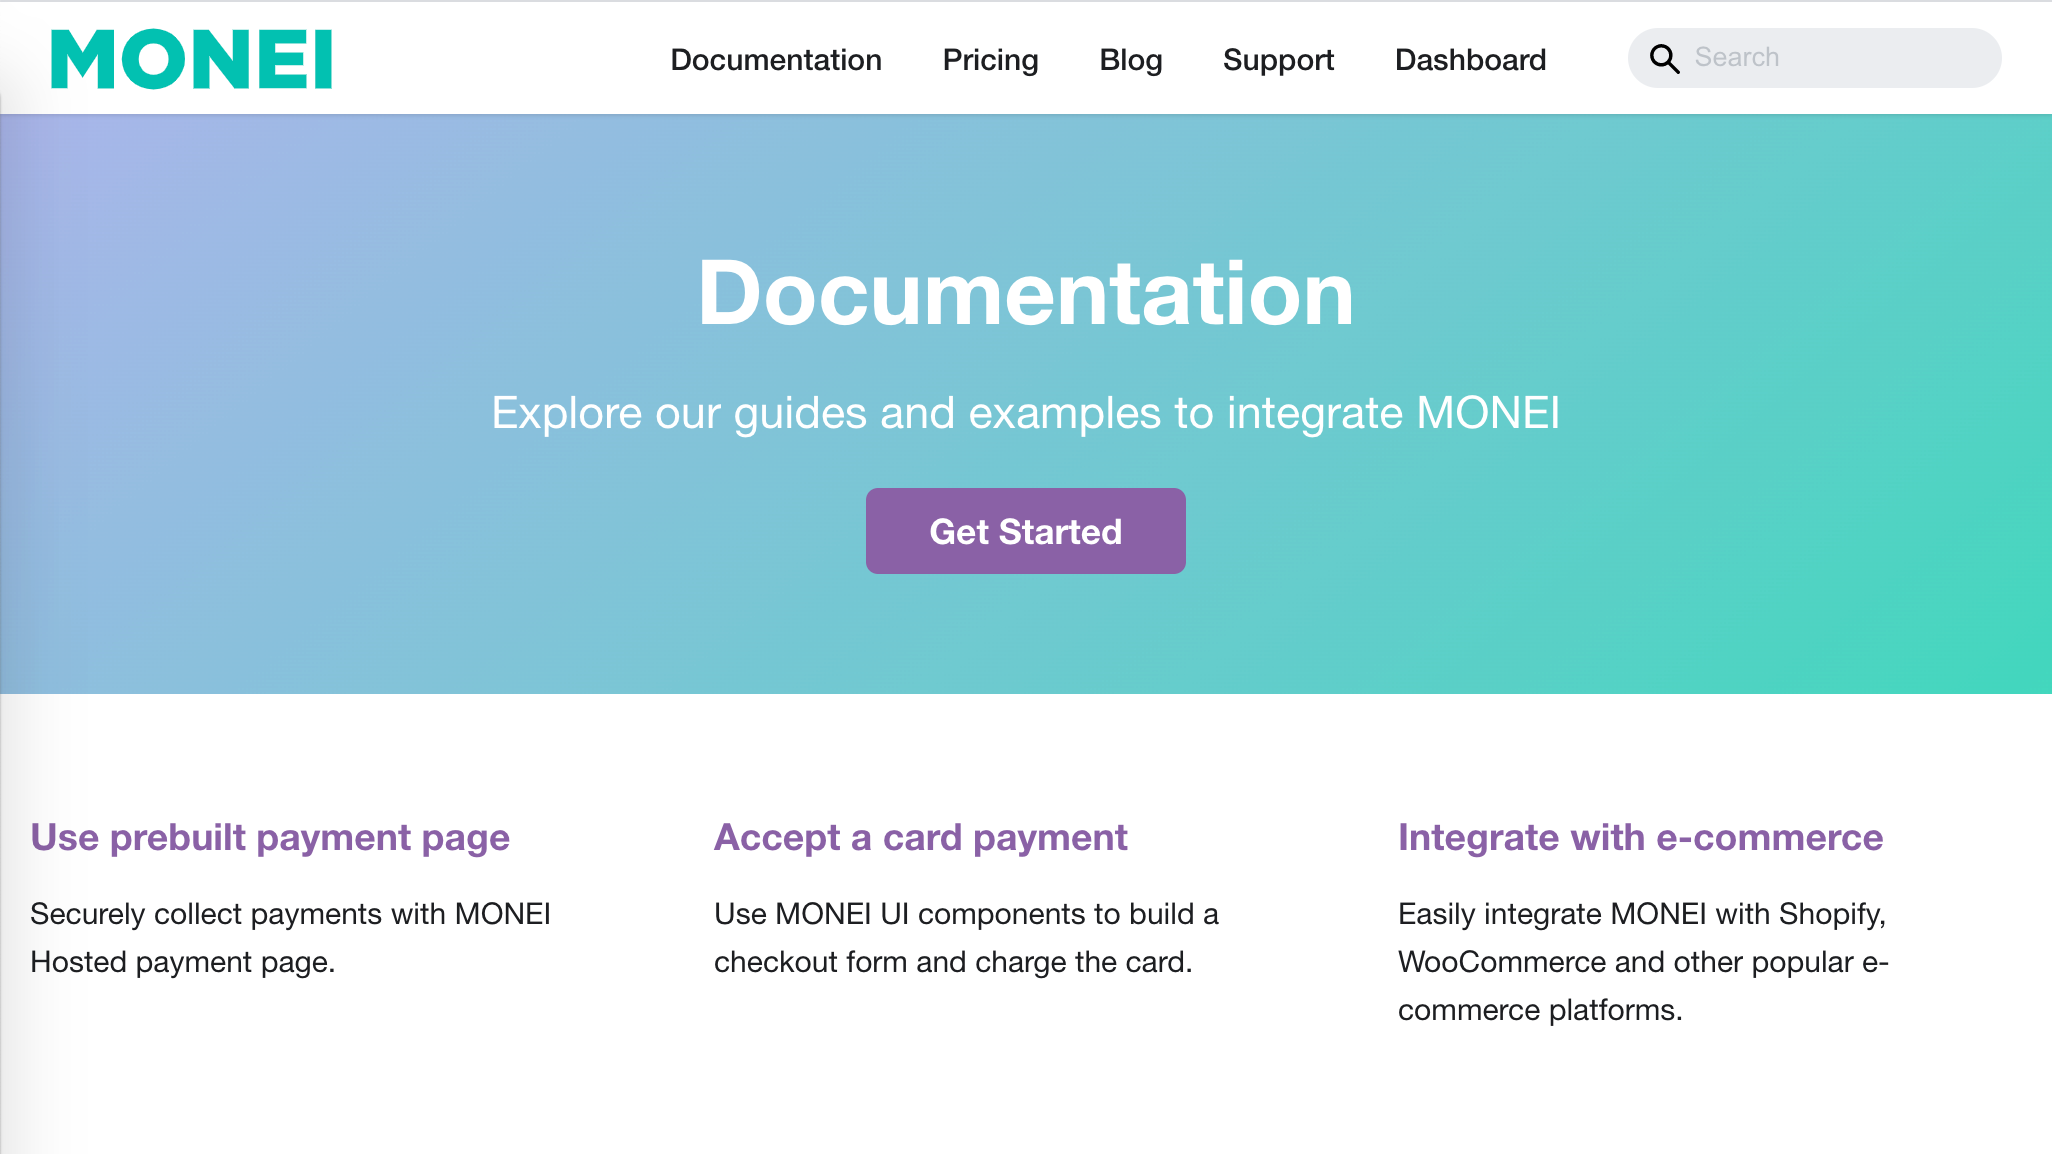 MONEI
Documentation
Pricing
Blog
Support
Dashboard
Search
Documentation
Explore our guides and examples to integrate MONEI
Get Started
Use prebuilt payment page
Securely collect payments with MONEI
Hosted payment page.
Accept a card payment
Use MONEI UI components to build a
checkout form and charge the card.
Integrate with e-commerce
Easily integrate MONEI with Shopify,
WooCommerce and other popular e-
commerce platforms.